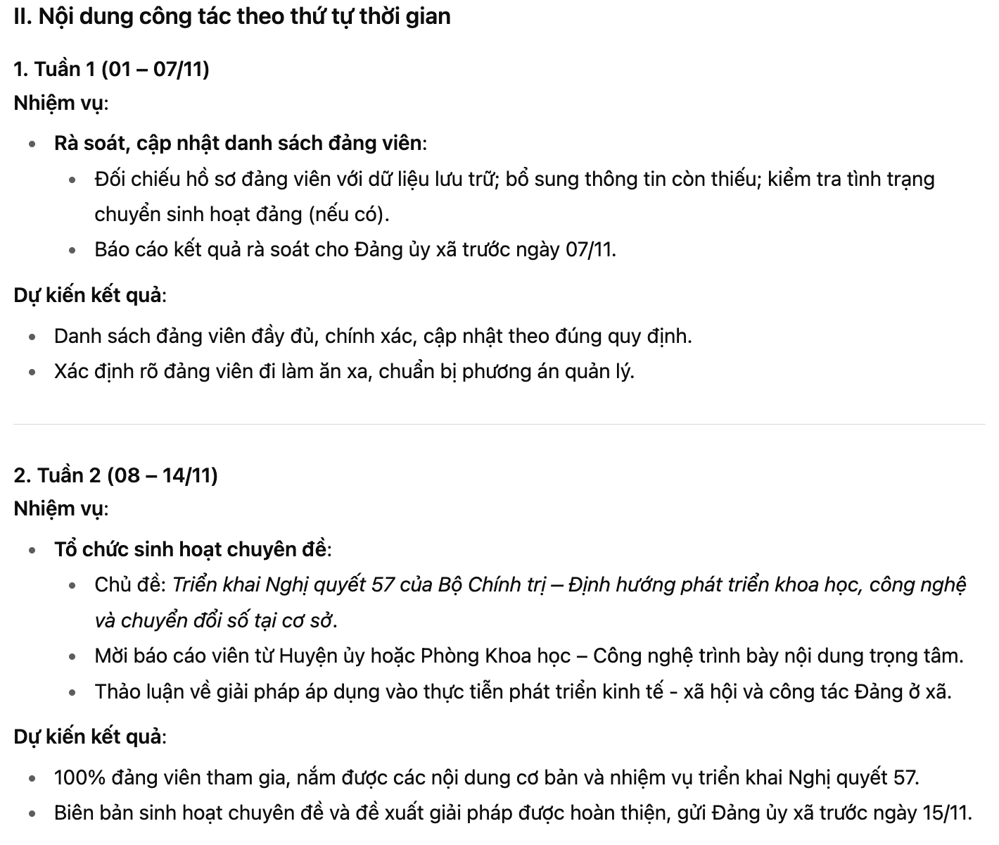 II. Nội dung công tác theo thứ tự thời gian
1. Tuần 1 (01 – 07/11)
Nhiệm vụ:
• Rà soát, cập nhật danh sách đảng viên:
• Đối chiếu hồ sơ đảng viên với dữ liệu lưu trữ; bổ sung thông tin còn thiếu; kiểm tra tình trạng
chuyển sinh hoạt đảng (nếu có).
• Báo cáo kết quả rà soát cho Đảng ủy xã trước ngày 07/11.
Dự kiến kết quả:
• Danh sách đảng viên đầy đủ, chính xác, cập nhật theo đúng quy định.
• Xác định rõ đảng viên đi làm ăn xa, chuẩn bị phương án quản lý.
2. Tuần 2 (08 – 14/11)
Nhiệm vụ:
• Tổ chức sinh hoạt chuyên đề:
• Chủ đề: Triển khai Nghị quyết 57 của Bộ Chính trị – Định hướng phát triển khoa học, công nghệ
và chuyển đổi số tại cơ sở.
• Mời báo cáo viên từ Huyện ủy hoặc Phòng Khoa học – Công nghệ trình bày nội dung trọng tâm.
• Thảo luận về giải pháp áp dụng vào thực tiễn phát triển kinh tế - xã hội và công tác Đảng ở xã.
Dự kiến kết quả:
• 100% đảng viên tham gia, nắm được các nội dung cơ bản và nhiệm vụ triển khai Nghị quyết 57.
• Biên bản sinh hoạt chuyên đề và đề xuất giải pháp được hoàn thiện, gửi Đảng ủy xã trước ngày 15/11.